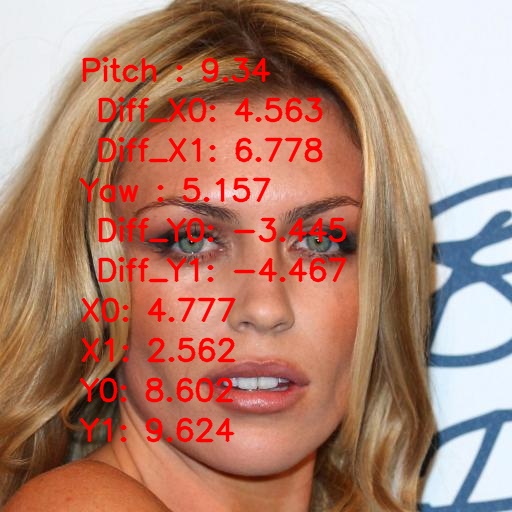 Pitch : 9.34
Diff_X0: 4.563
Diff_X1: 6.778
Yaw : 5.157
Diff_Y0: -3.445
Diff_Y1: -4.467
X0: 4.777
X1: 2.562
Y0: 8.602
Y1: 9.624